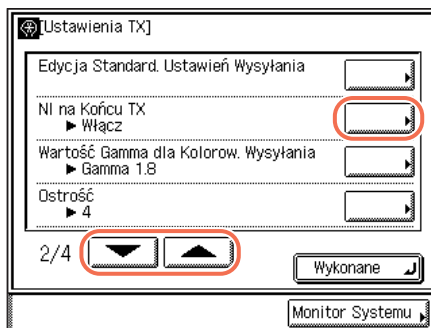 [Ustawienia TX]
Edycja Standard. Ustawień Wysyłania
NI na Końcu TX
► Włącz
Wartość Gamma dla Kolorow. Wysyłania
► Gamma 1.8
Ostrość
► 4
2/4
Wykonane
Monitor Systemu